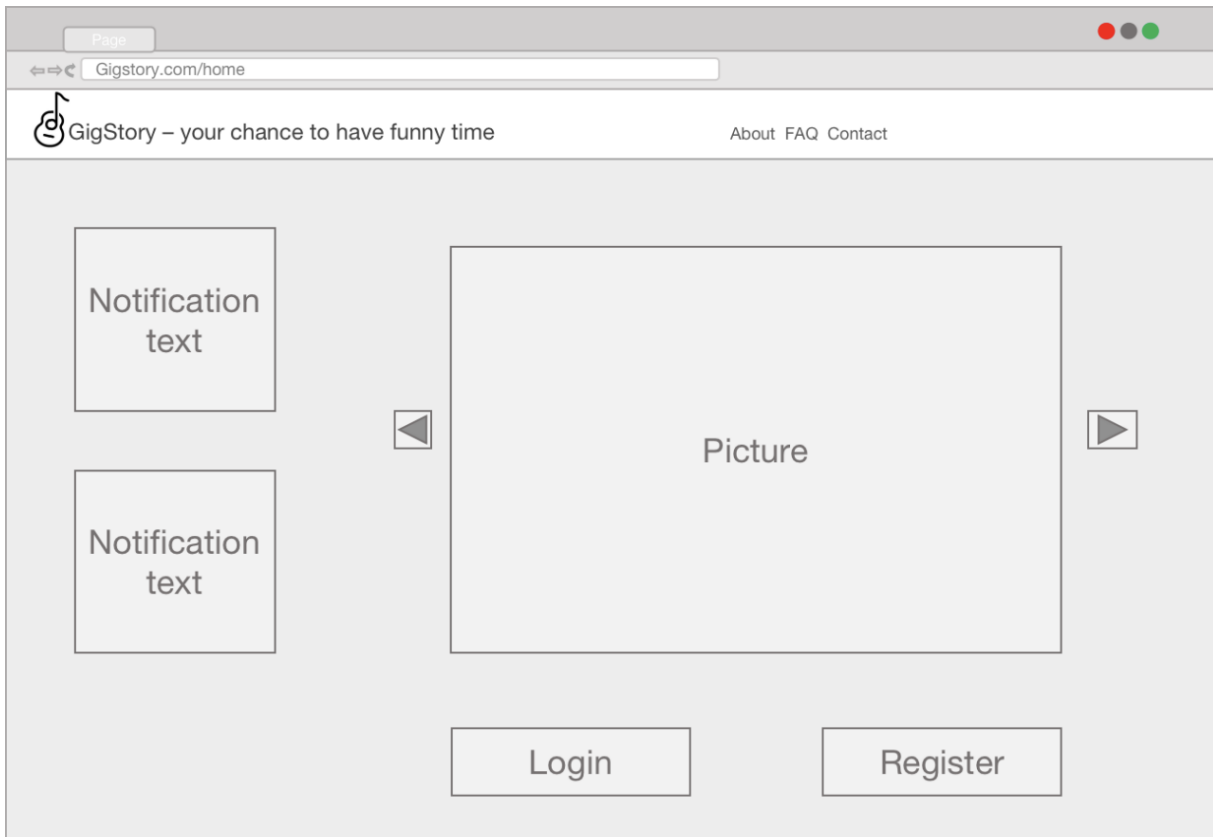 Page
Gigstory.com/home
GigStory – your chance to have funny time
About FAQ Contact
Notification
text
Notification
text
Picture
Login
Register